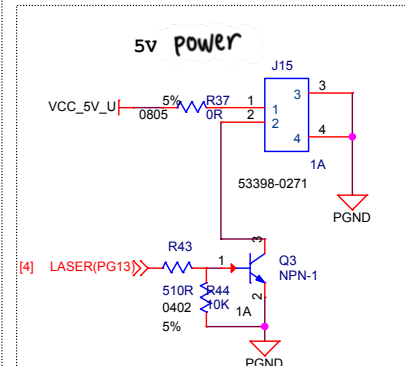 5V power
J15
VCC_5V_U
5%
R37
0805
0R
1
2
1
2
3
4
3
4
1A
53398-0271
PGND
[4]
LASER(PG13)
R43
510R
0402
5%
R44
10K
1
3
2
Q3
NPN-1
1A
PGND